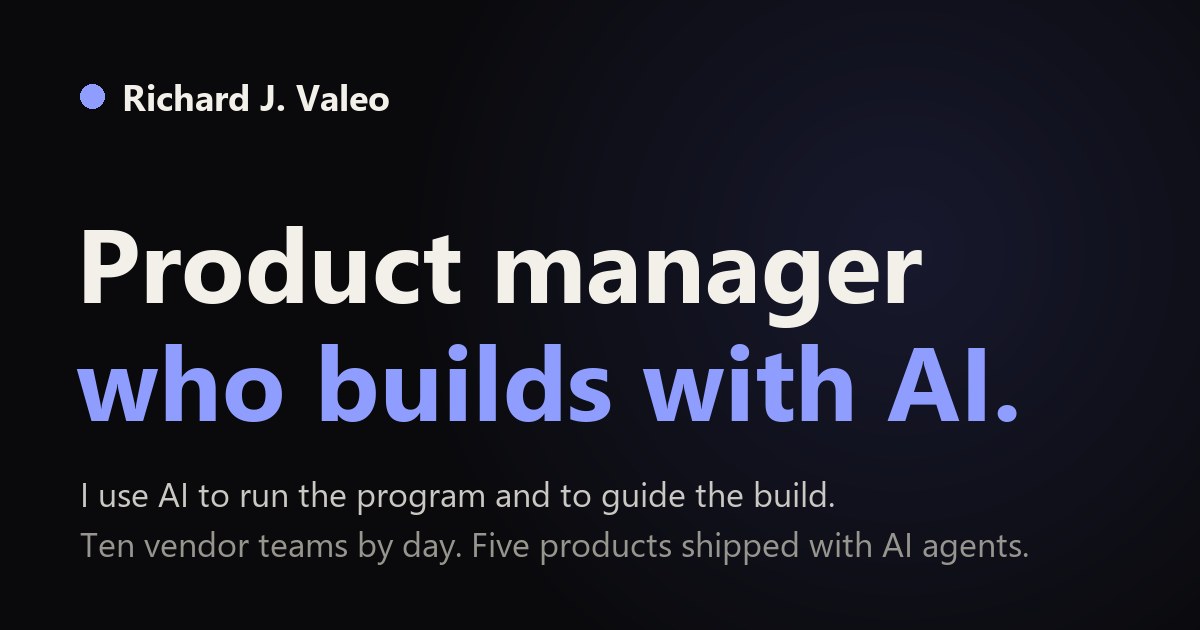 Richard J. Valeo
Product manager
who builds with AI.
I use AI to run the program and to guide the build.
Ten vendor teams by day. Five products shipped with AI agents.